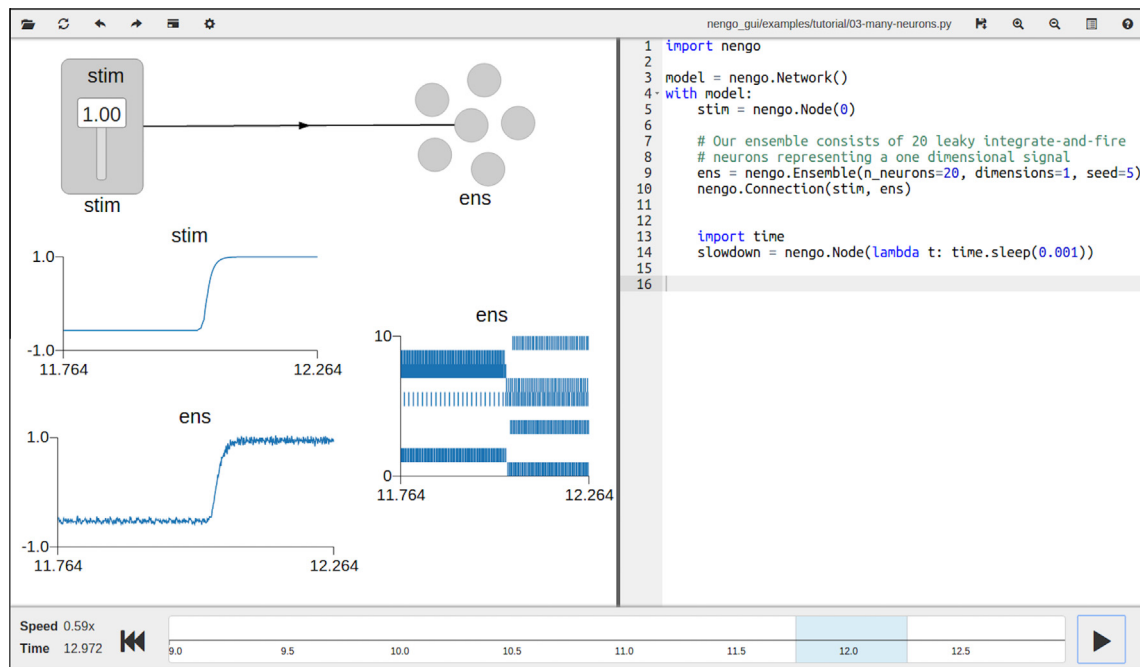 nengo_gui/examples/tutorial/03-many-neurons.py
stim
1.00
stim
ens
stim
1.0
-1.0
11.764 12.264
ens
10
0
11.764 12.264
ens
1.0
-1.0
11.764 12.264
1 import nengo
2
3 model = nengo.Network()
4 with model:
5 stim = nengo.Node(0)
6
7 # Our ensemble consists of 20 leaky integrate-and-fire
8 # neurons representing a one dimensional signal
9 ens = nengo.Ensemble(n_neurons=20, dimensions=1, seed=5)
10 nengo.Connection(stim, ens)
11
12
13 import time
14 slowdown = nengo.Node(lambda t: time.sleep(0.001))
15
16
Speed 0.59x
Time 12.972
9.0 9.5 10.0 10.5 11.0 11.5 12.0 12.5